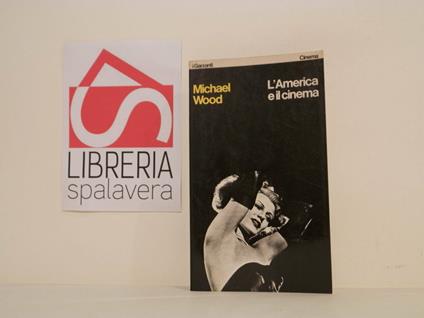 LIBRERIA
spalavera
i Garzanti
Cinema
Michael
Wood
L'America
e il cinema